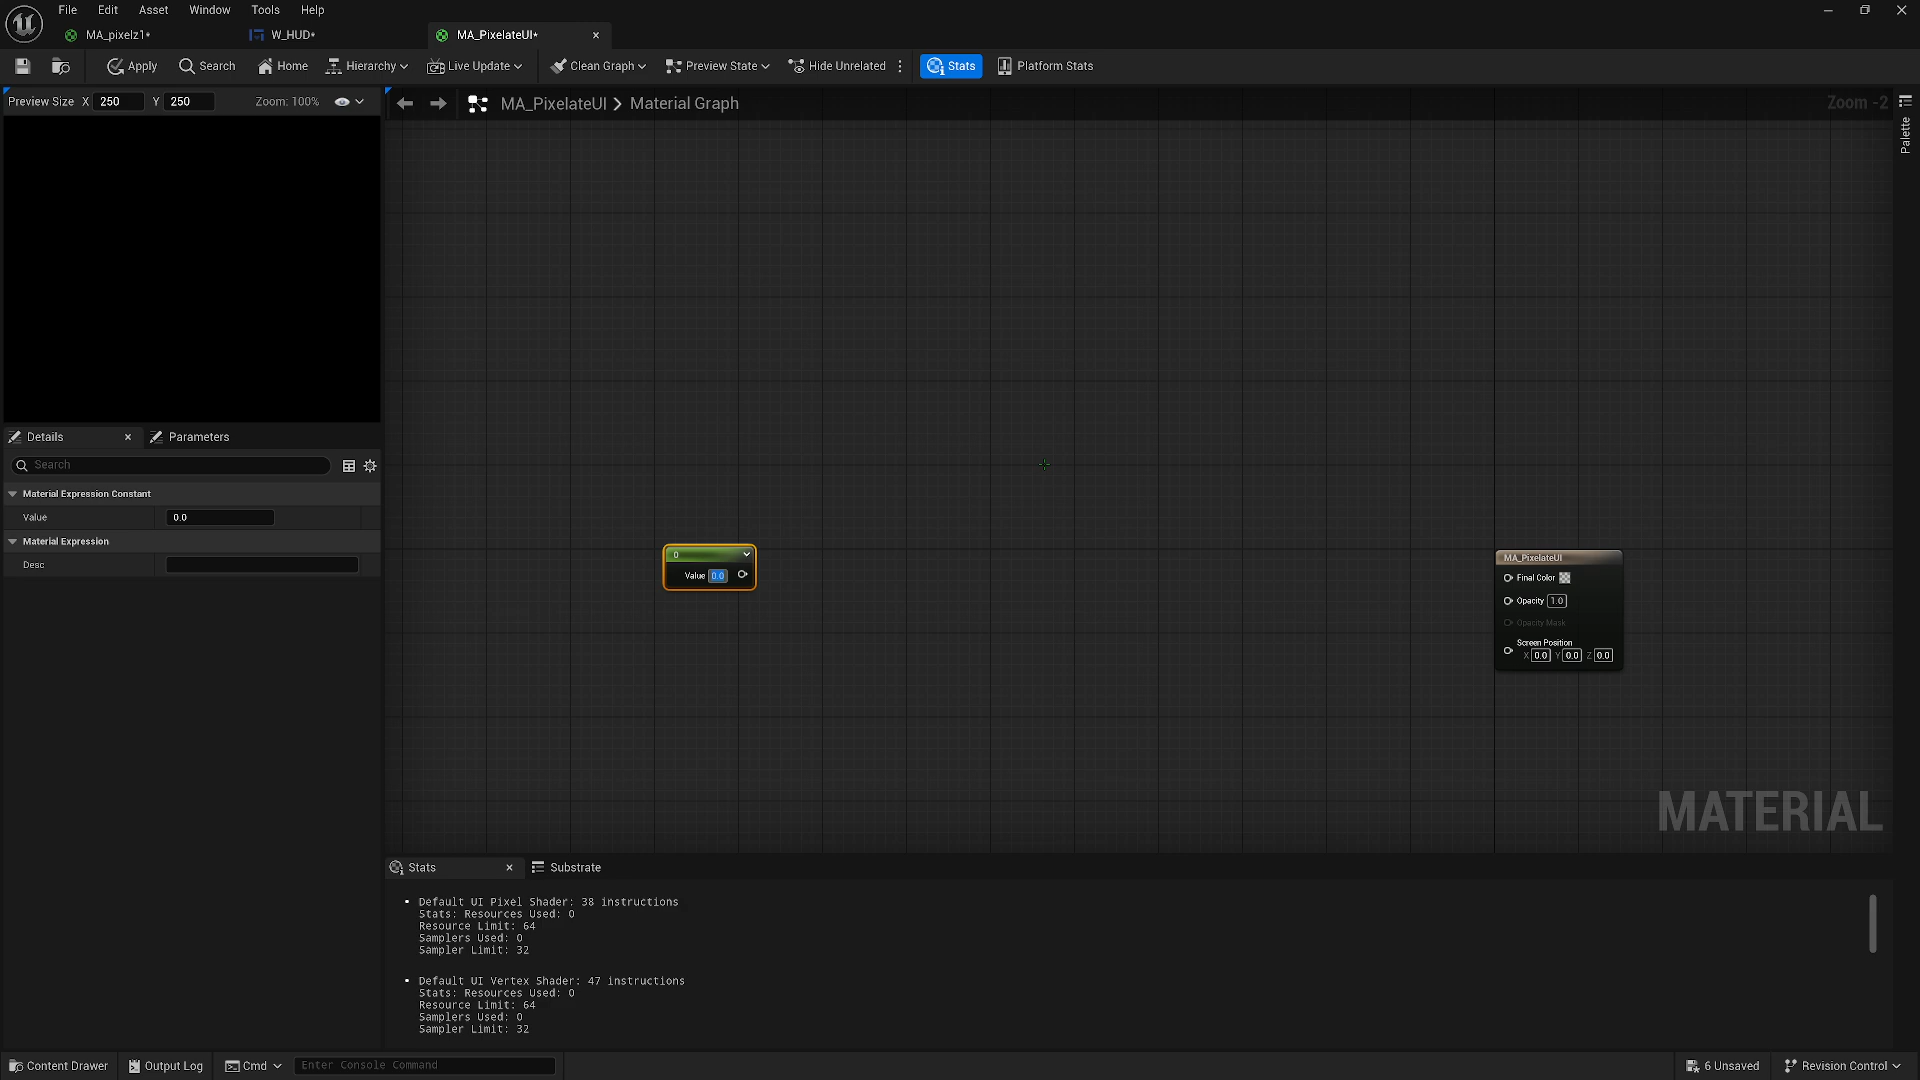 File Edit Asset Window Tools Help
MA_pixelz1* W_HUD* MA_PixelateUI*
Apply Search Home Hierarchy Live Update Clean Graph Preview State Hide Unrelated Stats Platform Stats
Preview Size X 250 Y 250 Zoom: 100%
MA_PixelateUI > Material Graph
Zoom -2
Palette
0
Value 0.0
MA_PixelateUI
Final Color
Opacity 1.0
Opacity Mask
Screen Position
X 0.0 Y 0.0 Z 0.0
MATERIAL
Details Parameters
Search
Material Expression Constant
Value 0.0
Material Expression
Desc
Stats Substrate
• Default UI Pixel Shader: 38 instructions
Stats: Resources Used: 0
Resource Limit: 64
Samplers Used: 0
Sampler Limit: 32
• Default UI Vertex Shader: 47 instructions
Stats: Resources Used: 0
Resource Limit: 64
Samplers Used: 0
Sampler Limit: 32
Content Drawer Output Log Cmd Enter Console Command 6 Unsaved Revision Control